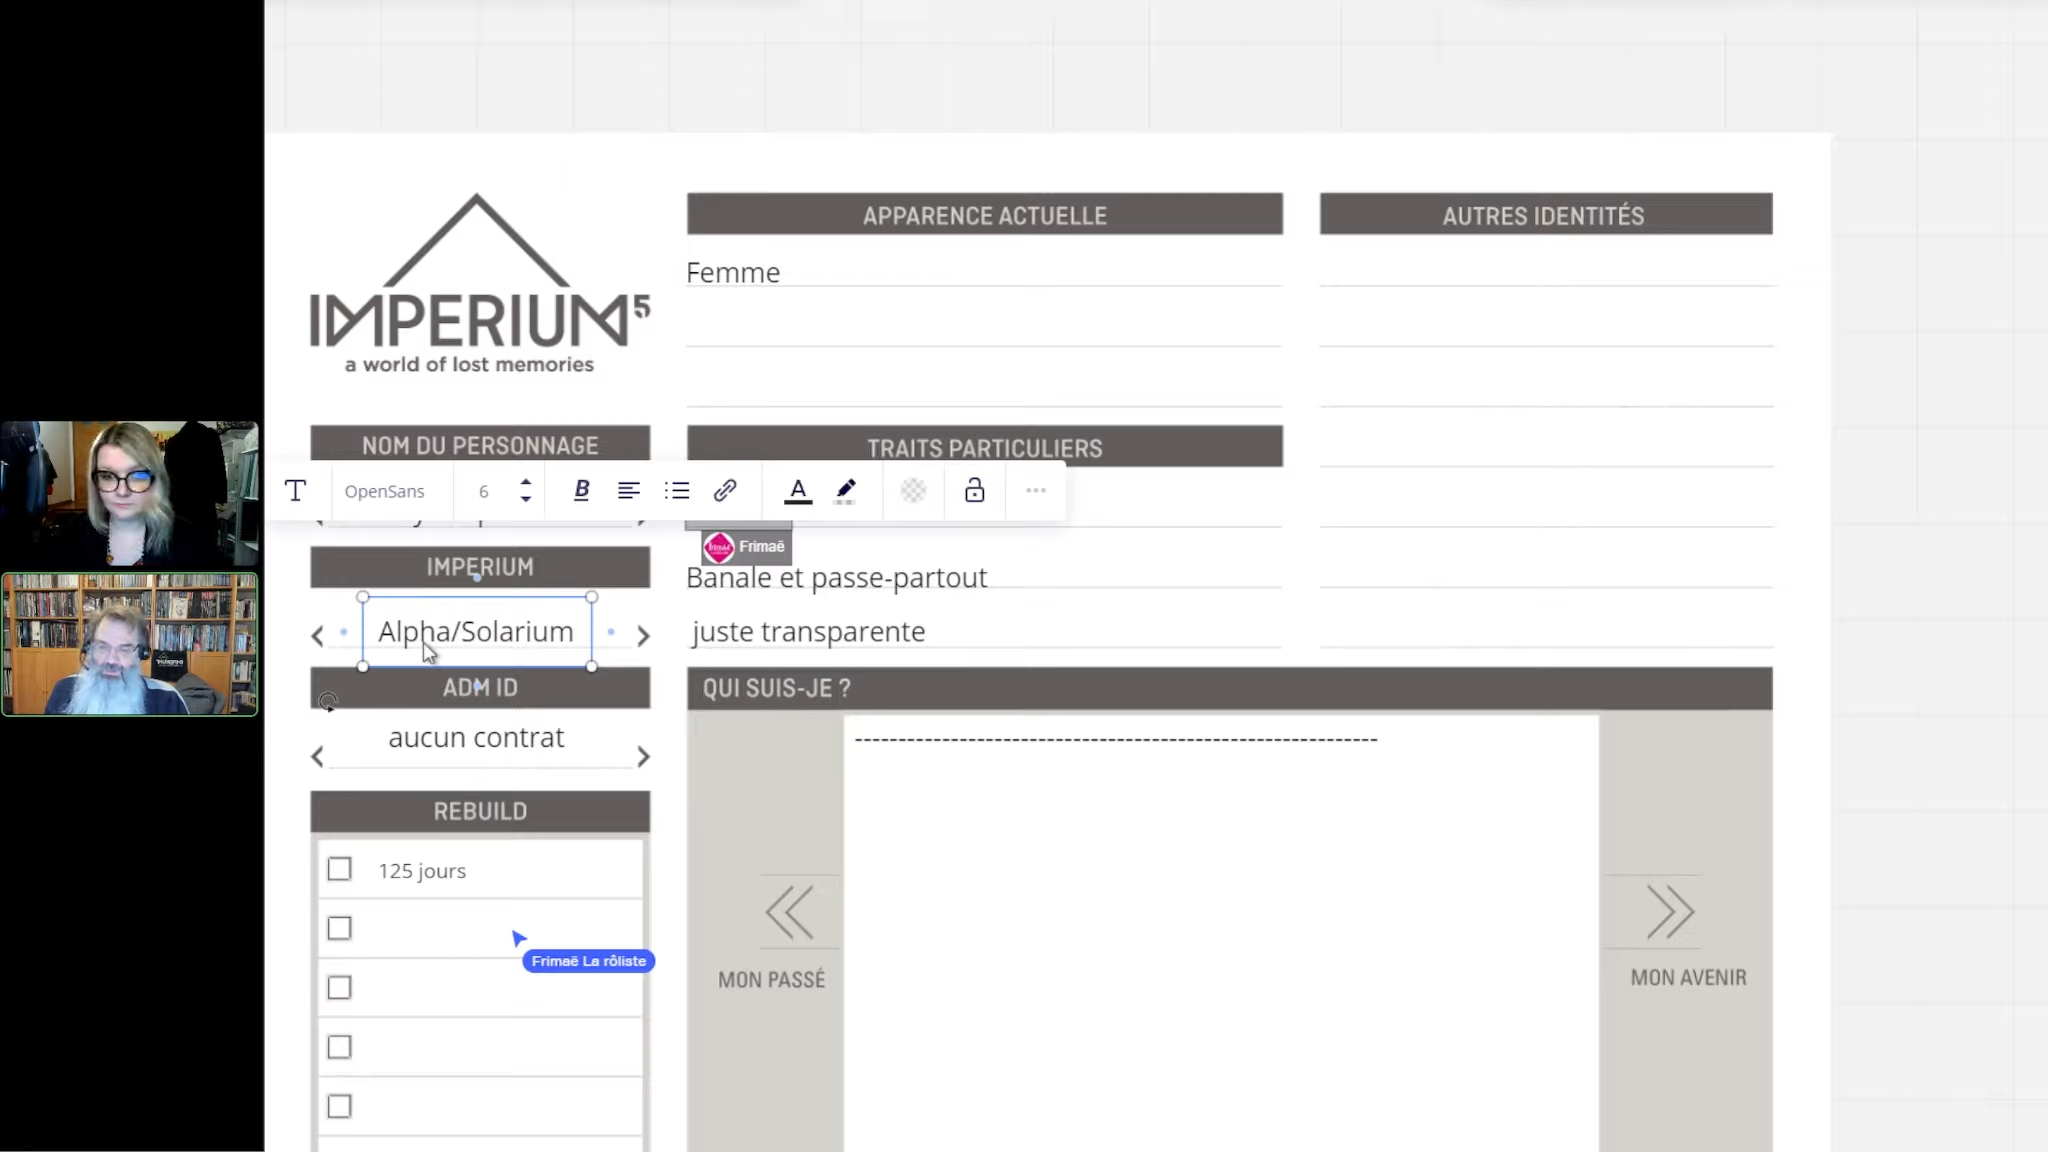 IMPERIUM⁵
a world of lost memories
APPARENCE ACTUELLE
Femme
AUTRES IDENTITÉS
NOM DU PERSONNAGE
TRAITS PARTICULIERS
OpenSans
6
B
A
Frimaë
IMPERIUM
Banale et passe-partout
Alpha/Solarium
juste transparente
ADM ID
aucun contrat
QUI SUIS-JE ?
------------------------------------------------------------
REBUILD
125 jours
Frimaë La rôliste
MON PASSÉ
MON AVENIR